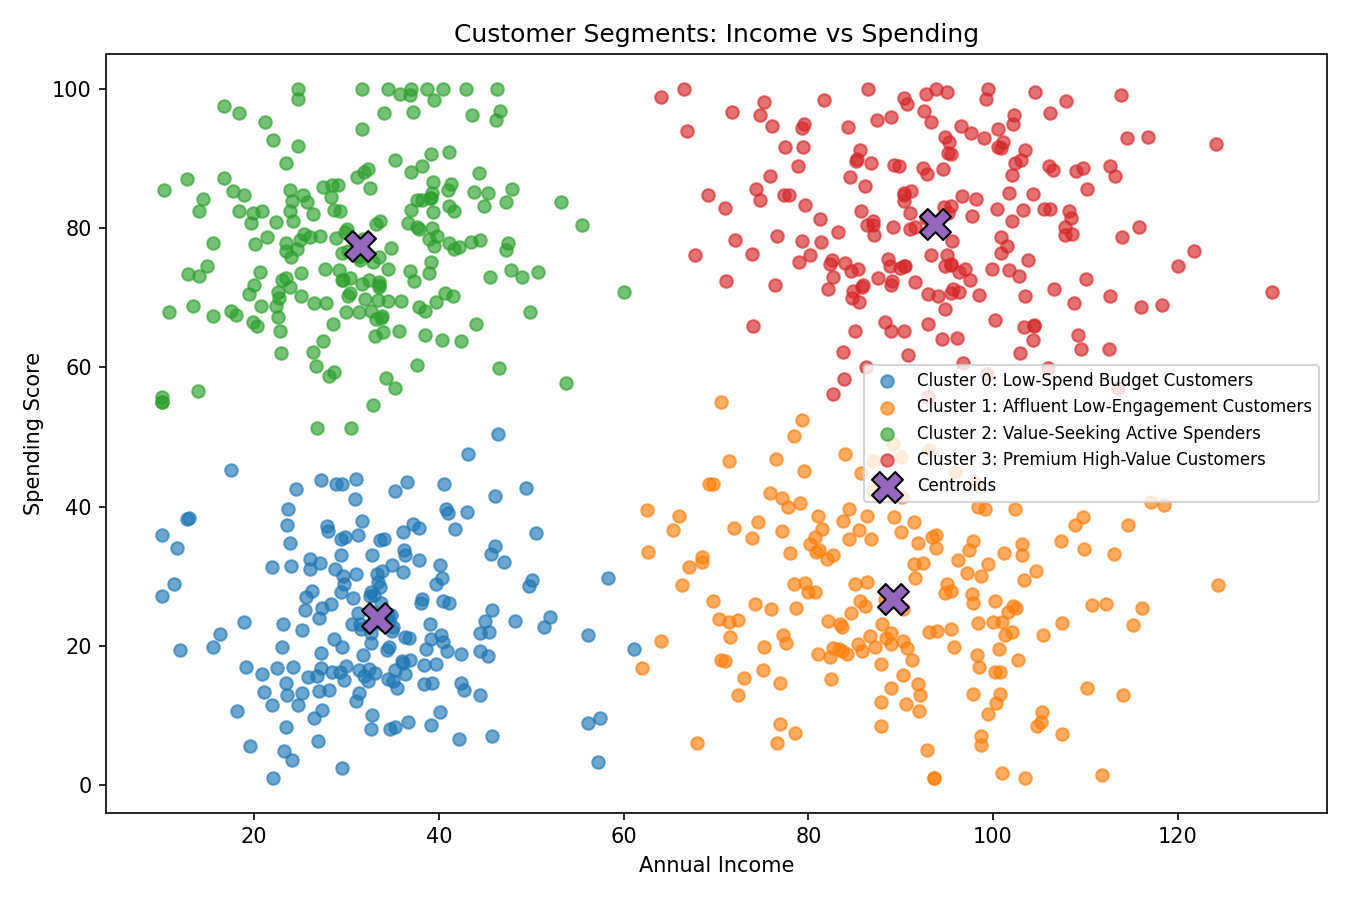 Customer Segments: Income vs Spending
Spending Score
100
80
60
40
20
0
Cluster 0: Low-Spend Budget Customers
Cluster 1: Affluent Low-Engagement Customers
Cluster 2: Value-Seeking Active Spenders
Cluster 3: Premium High-Value Customers
Centroids
20 40 60 80 100 120
Annual Income